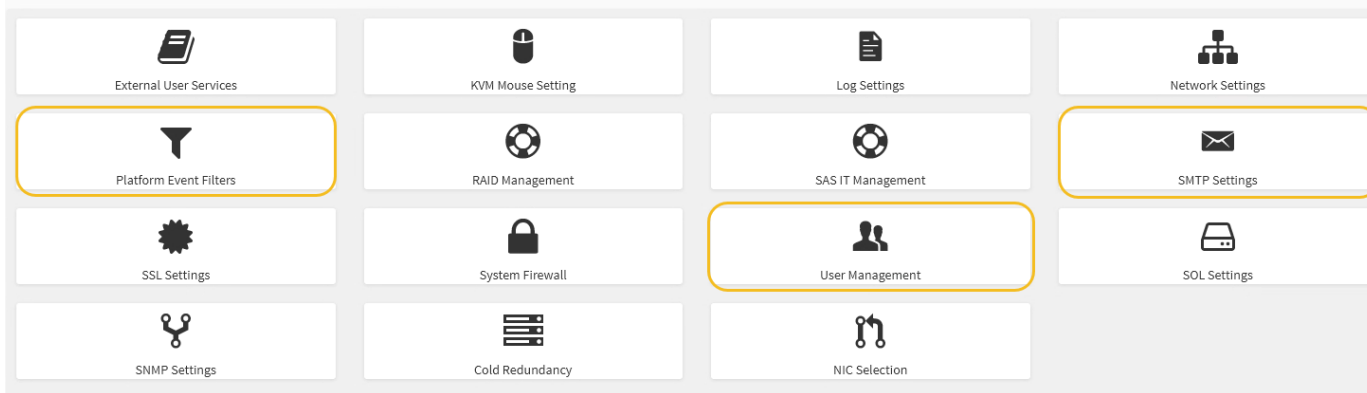 External User Services
KVM Mouse Setting
Log Settings
Network Settings
Platform Event Filters
RAID Management
SAS IT Management
SMTP Settings
SSL Settings
System Firewall
User Management
SOL Settings
SNMP Settings
Cold Redundancy
NIC Selection